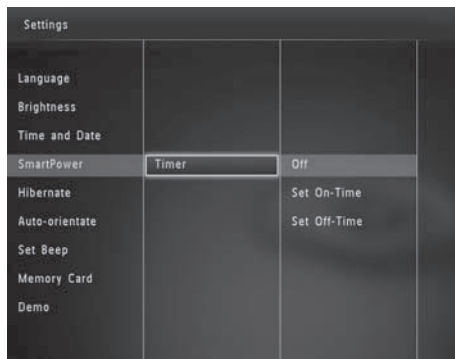 Settings
Language
Brightness
Time and Date
SmartPower Timer Off
Hibernate Set On-Time
Auto-orientate Set Off-Time
Set Beep
Memory Card
Demo